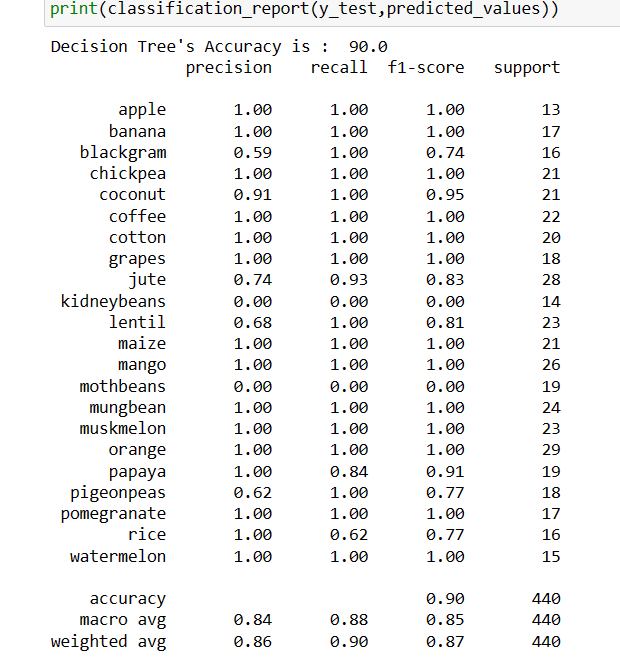 print(classification_report(y_test,predicted_values))
Decision Tree's Accuracy is :  90.0
precision    recall  f1-score   support
apple       1.00      1.00      1.00        13
banana       1.00      1.00      1.00        17
blackgram       0.59      1.00      0.74        16
chickpea       1.00      1.00      1.00        21
coconut       0.91      1.00      0.95        21
coffee       1.00      1.00      1.00        22
cotton       1.00      1.00      1.00        20
grapes       1.00      1.00      1.00        18
jute       0.74      0.93      0.83        28
kidneybeans       0.00      0.00      0.00        14
lentil       0.68      1.00      0.81        23
maize       1.00      1.00      1.00        21
mango       1.00      1.00      1.00        26
mothbeans       0.00      0.00      0.00        19
mungbean       1.00      1.00      1.00        24
muskmelon       1.00      1.00      1.00        23
orange       1.00      1.00      1.00        29
papaya       1.00      0.84      0.91        19
pigeonpeas       0.62      1.00      0.77        18
pomegranate       1.00      1.00      1.00        17
rice       1.00      0.62      0.77        16
watermelon       1.00      1.00      1.00        15
accuracy                           0.90       440
macro avg       0.84      0.88      0.85       440
weighted avg       0.86      0.90      0.87       440